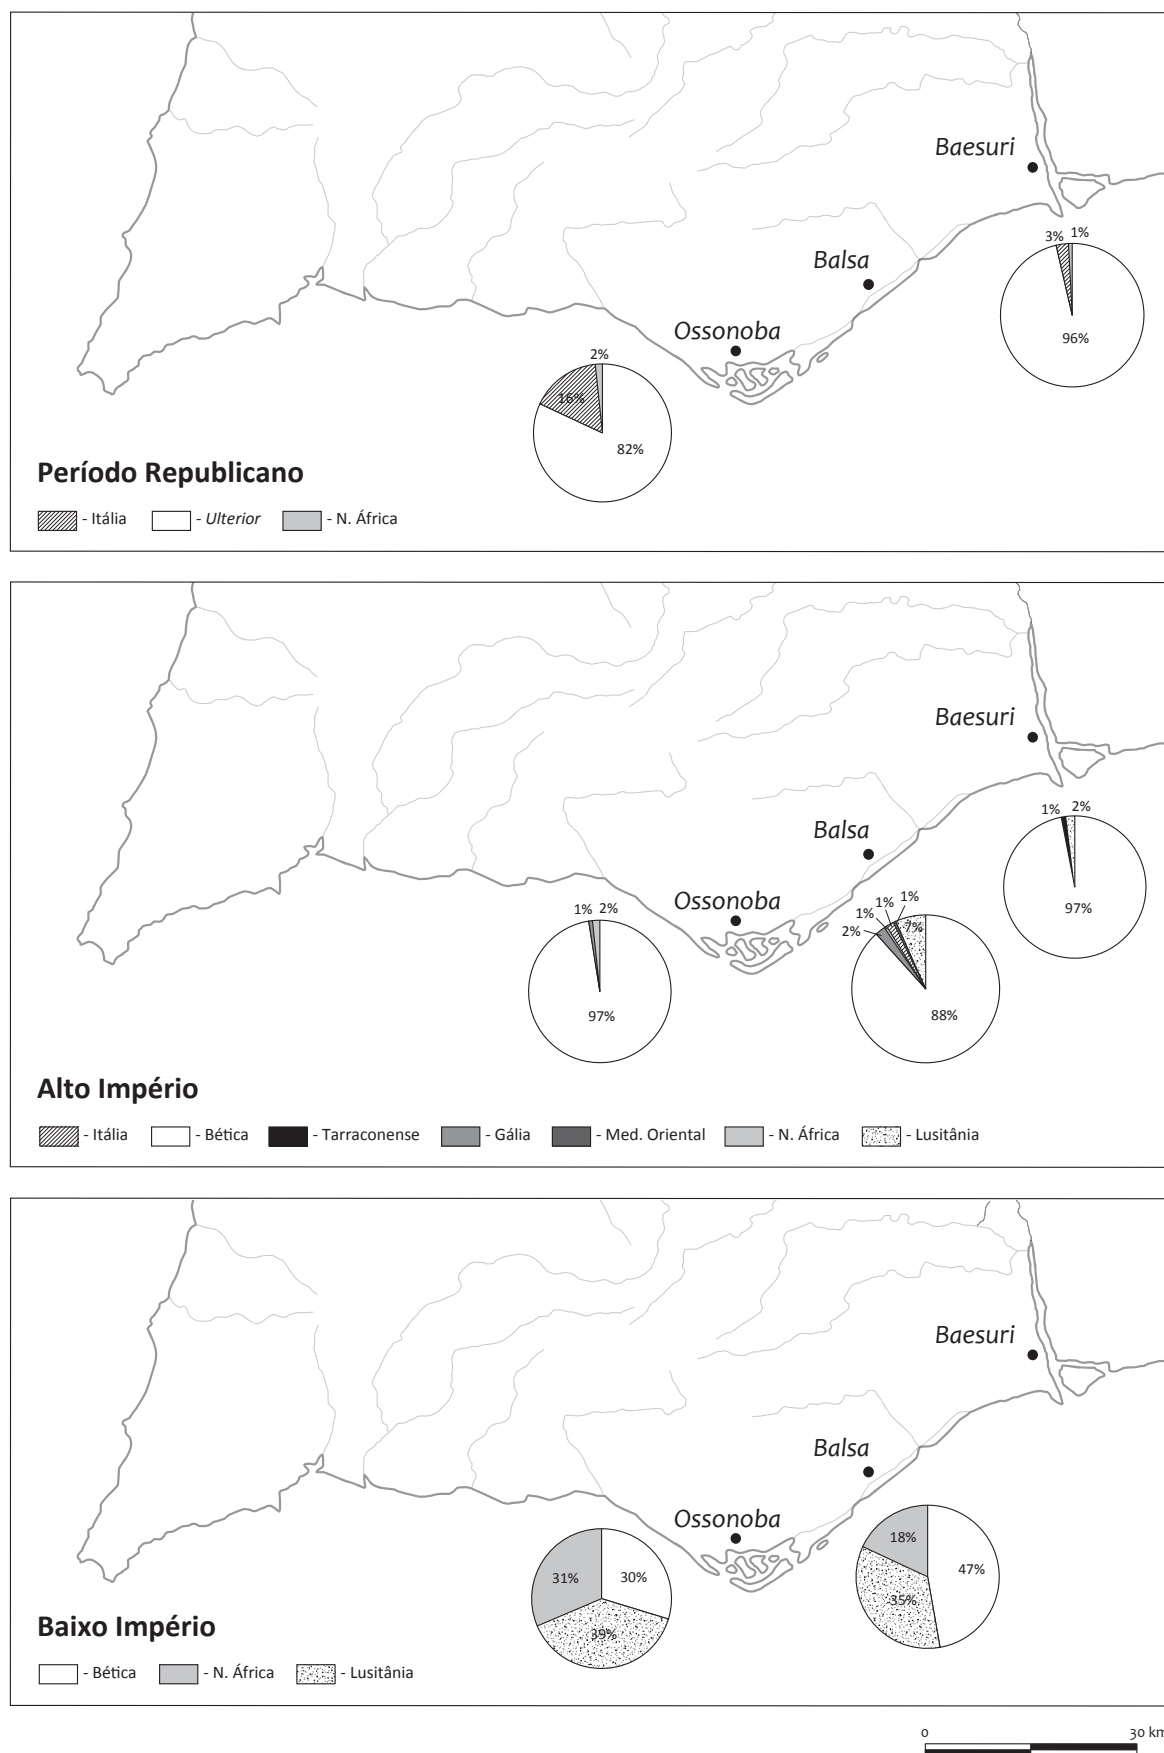 Baesuri
Balsa
Ossonoba
3% 1%
96%
2%
16%
82%
Período Republicano
- Itália - Ulterior - N. África
Baesuri
Balsa
Ossonoba
1% 2%
97%
1% 2%
97%
2% 1% 1% 1%
7%
88%
Alto Império
- Itália - Bética - Tarraconense - Gália - Med. Oriental - N. África - Lusitânia
Baesuri
Balsa
Ossonoba
18%
47%
35%
31%
30%
39%
Baixo Império
- Bética - N. África - Lusitânia
0 30 km